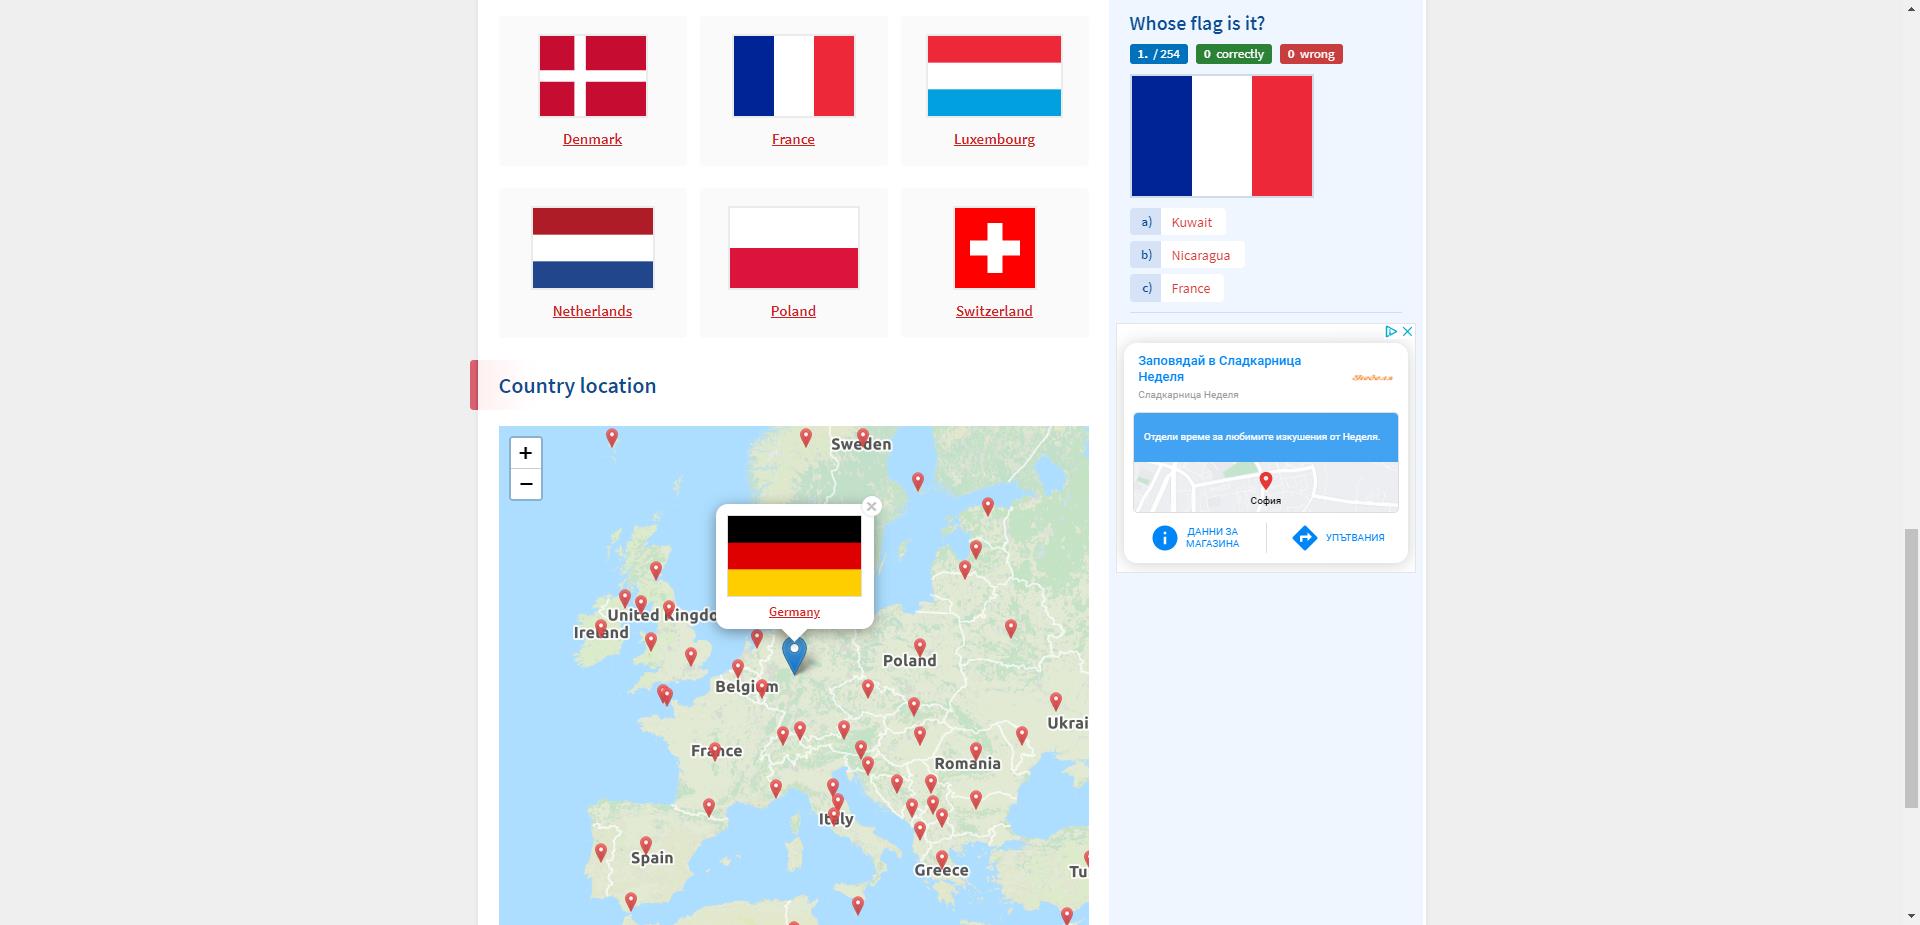 Denmark
France
Luxembourg
Netherlands
Poland
Switzerland
Country location
+
−
Sweden
Germany
United Kingdo
Ireland
Poland
Belgium
Ukrai
France
Romania
Italy
Spain
Greece
Tu
Whose flag is it?
1. / 254 0 correctly 0 wrong
a) Kuwait
b) Nicaragua
c) France
Заповядай в Сладкарница
Неделя
Неделя
Сладкарница Неделя
Отдели време за любимите изкушения от Неделя.
София
ДАННИ ЗА
МАГАЗИНА
УПЪТВАНИЯ